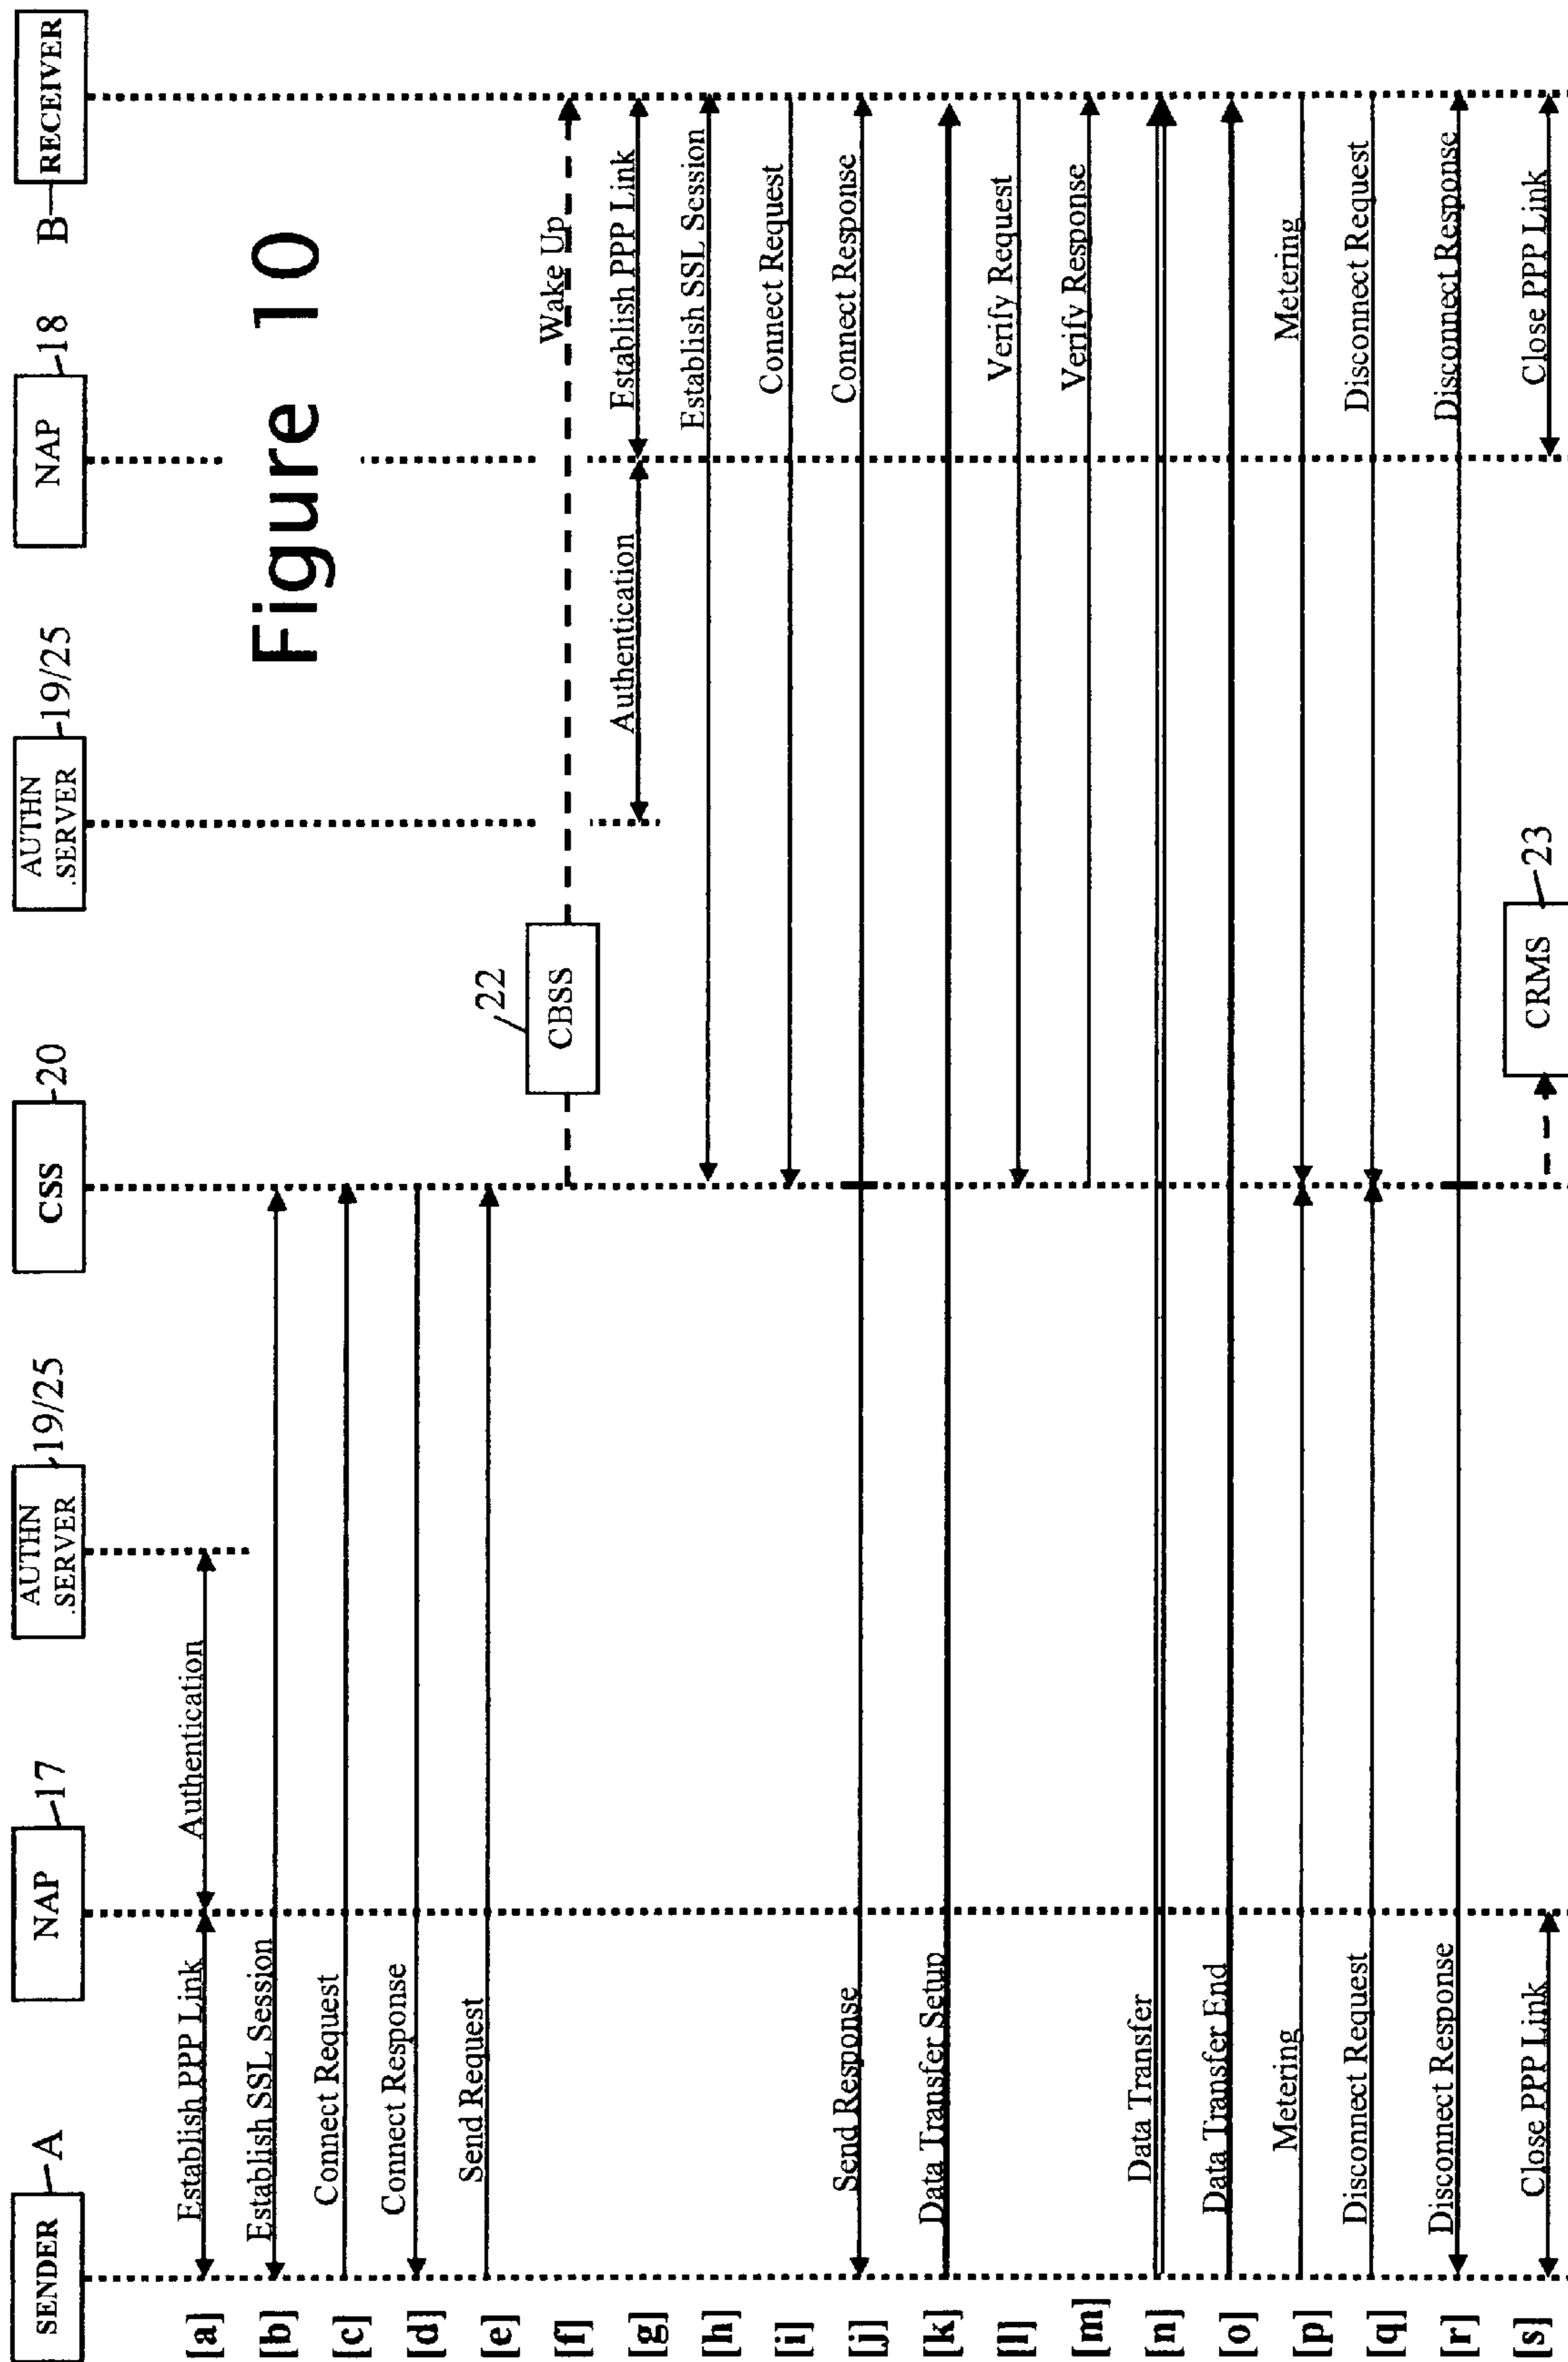 SENDER A
NAP 17
AUTHN
.SERVER 19/25
CSS 20
AUTHN
.SERVER 19/25
NAP 18
B RECEIVER
Figure 10
[a] Establish PPP Link Authentication
[b] Establish SSL Session
[c] Connect Request
[d] Connect Response
[e] Send Request
[f] 22 CBSS Wake Up
[g] Authentication Establish PPP Link
[h] Establish SSL Session
[i] Connect Request
[j] Send Response Connect Response
[k] Data Transfer Setup
[l] Verify Request
[m] Verify Response
[n] Data Transfer
[o] Data Transfer End
[p] Metering Metering
[q] Disconnect Request Disconnect Request
[r] Disconnect Response Disconnect Response
[s] Close PPP Link CRMS 23 Close PPP Link